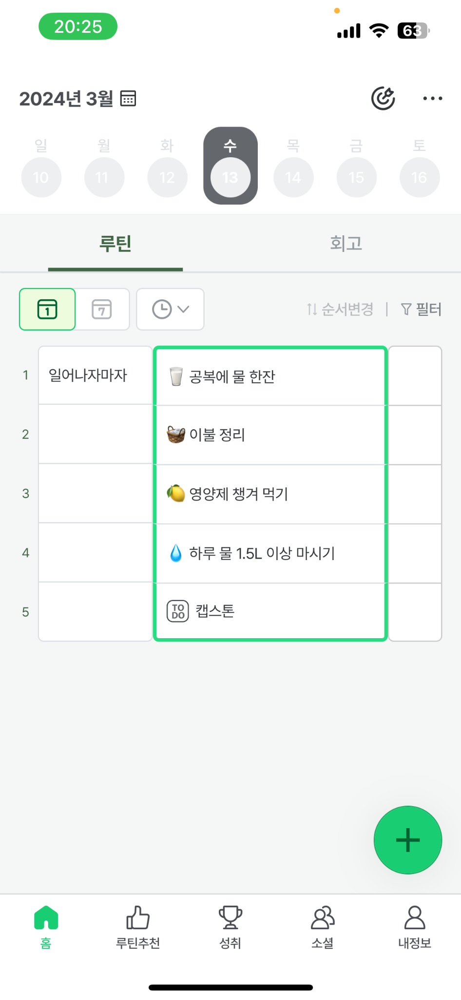 20:25
63
2024년 3월
일 월 화 수 목 금 토
10 11 12 13 14 15 16
루틴 회고
1 7 순서변경 | 필터
1 일어나자마자 🥛 공복에 물 한잔
2 🧺 이불 정리
3 🍋 영양제 챙겨 먹기
4 💧 하루 물 1.5L 이상 마시기
5 TO DO 캡스톤
홈 루틴추천 성취 소셜 내정보